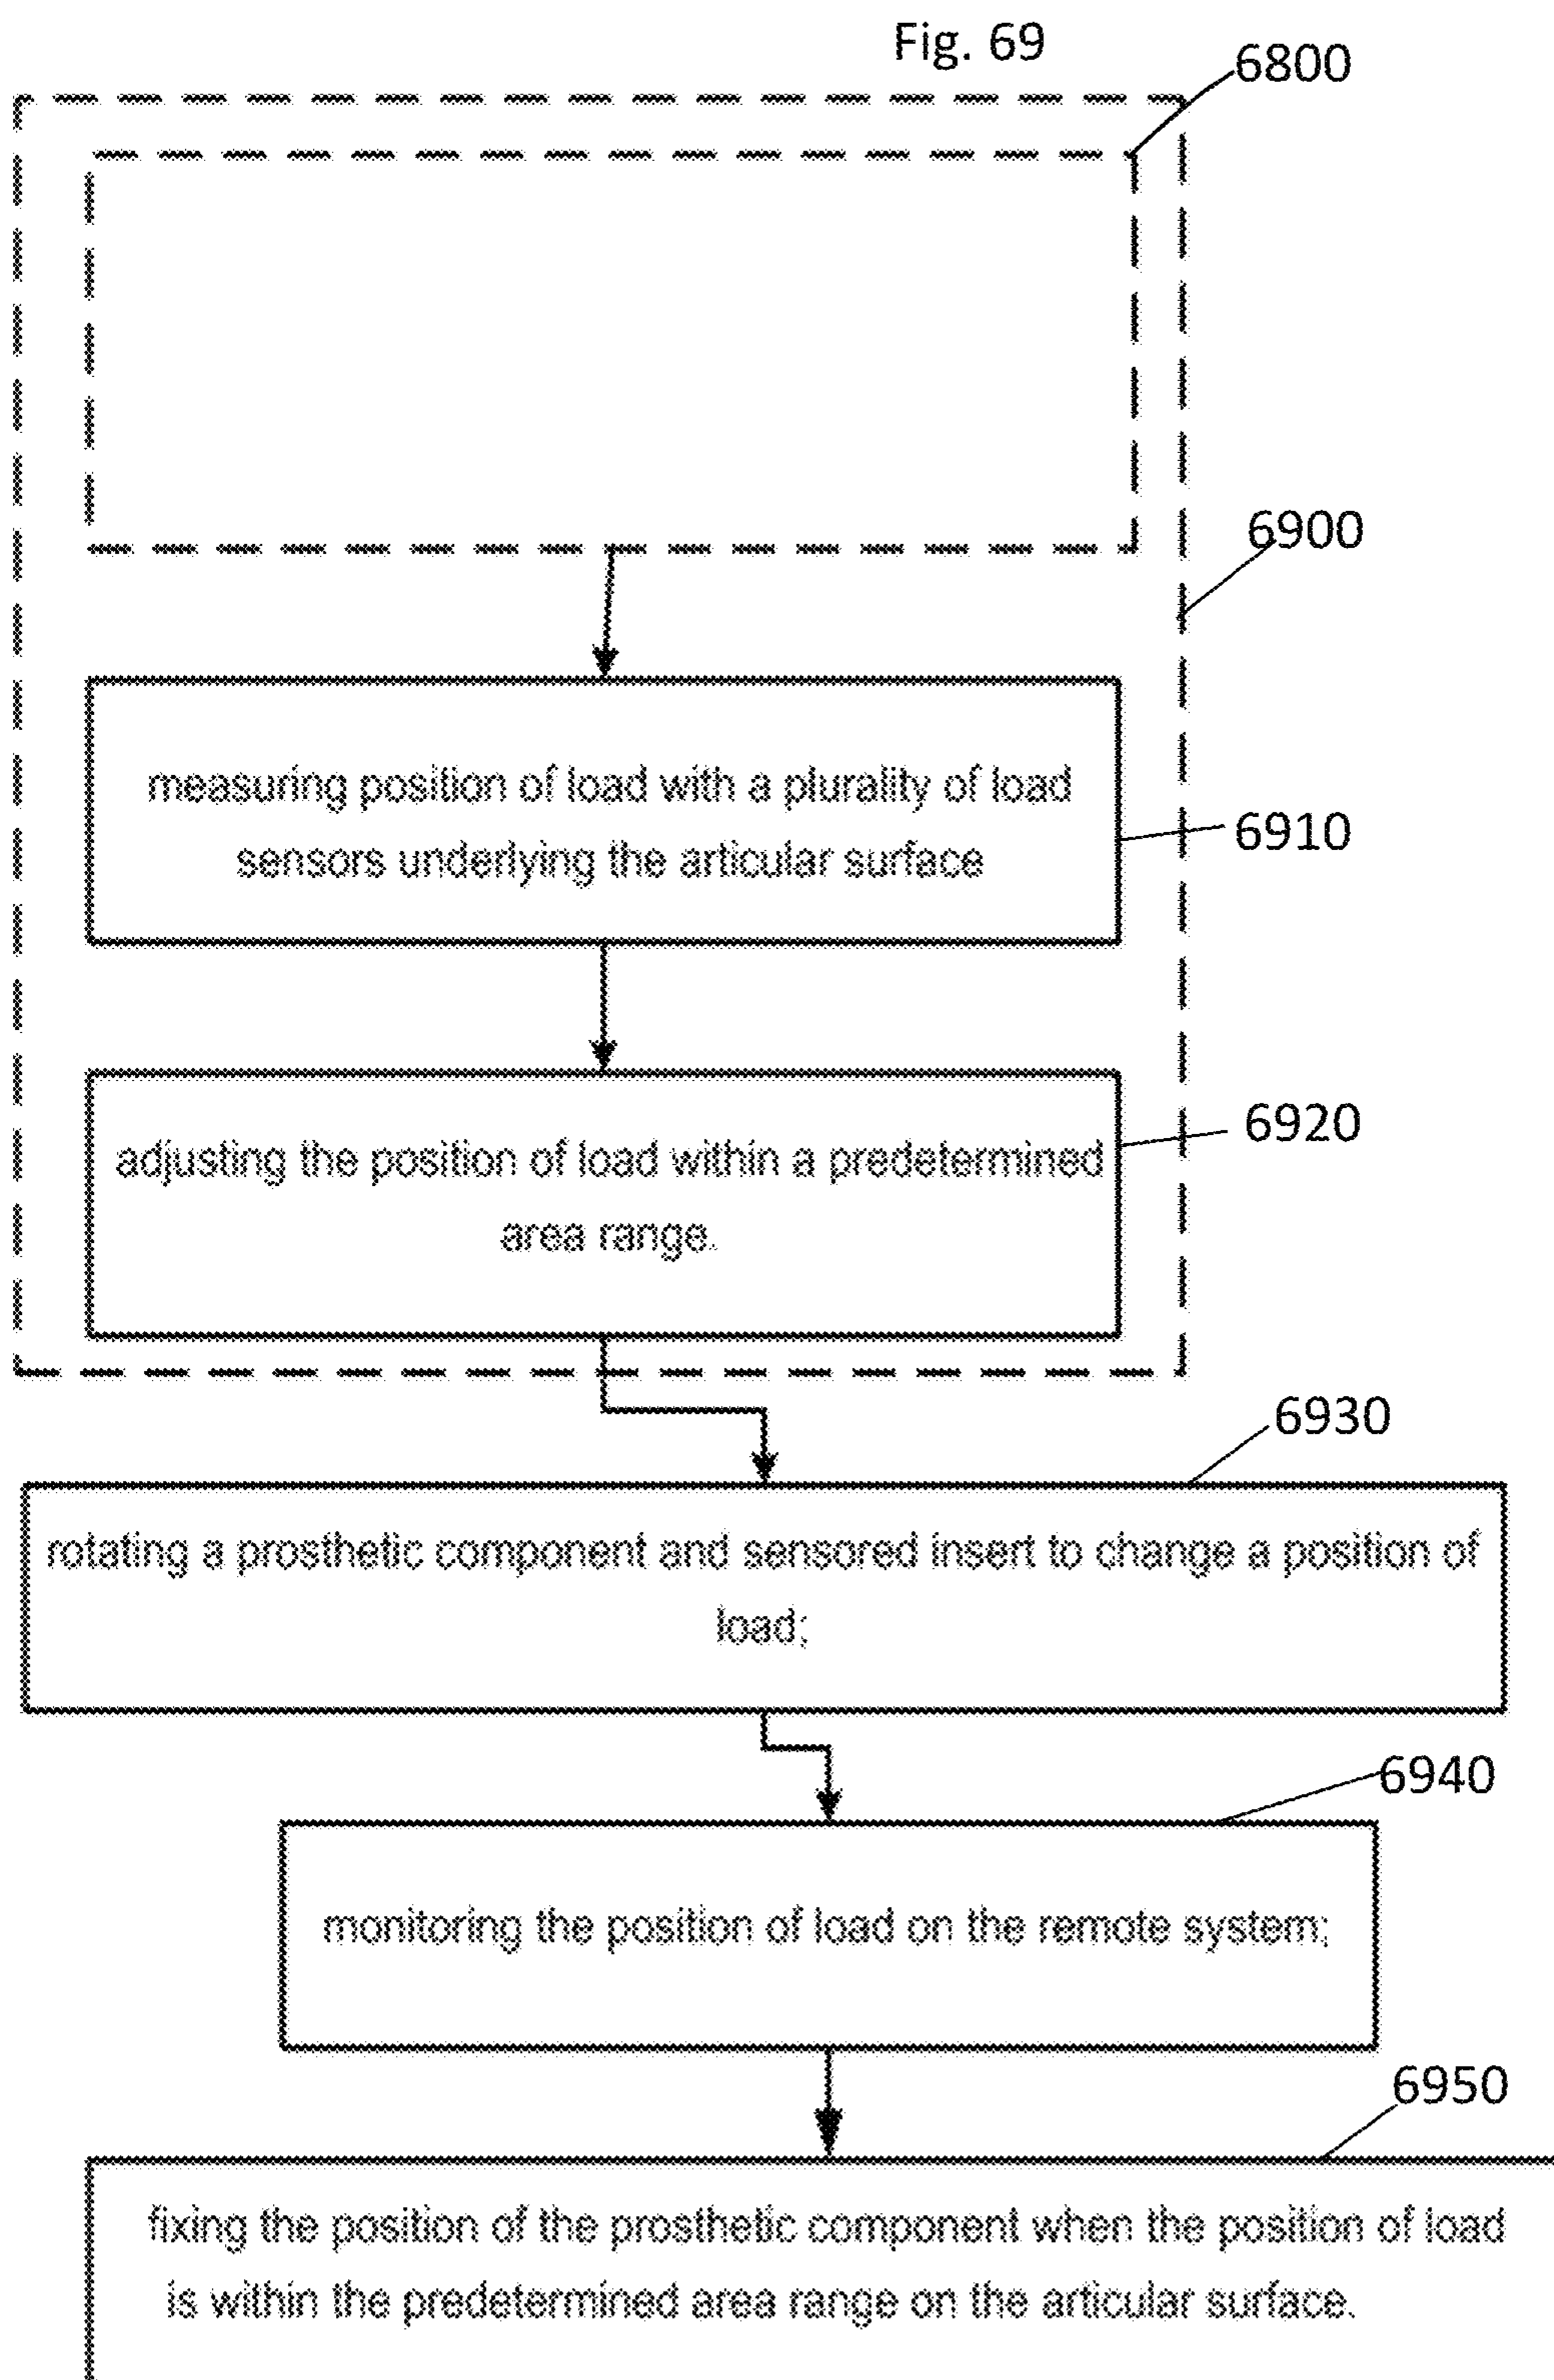 Fig. 69
6800
6900
measuring position of load with a plurality of load
sensors underlying the articular surface
6910
6920
adjusting the position of load within a predetermined
area range.
6930
rotating a prosthetic component and sensored insert to change a position of
load;
6940
monitoring the position of load on the remote system;
6950
fixing the position of the prosthetic component when the position of load
is within the predetermined area range on the articular surface.